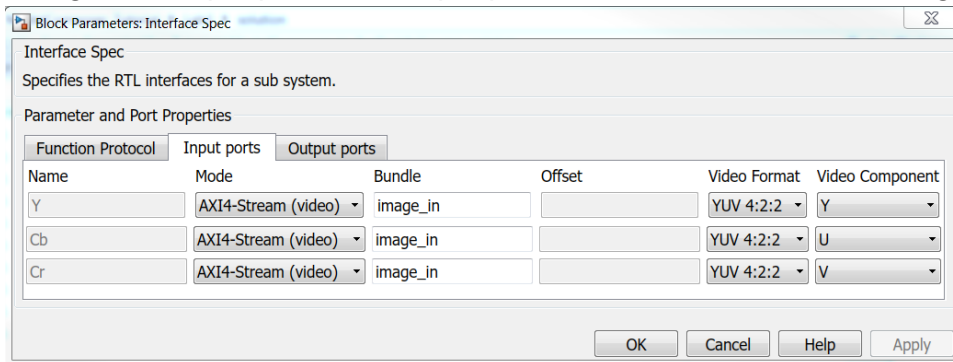 Block Parameters: Interface Spec
Interface Spec
Specifies the RTL interfaces for a sub system.
Parameter and Port Properties
Function Protocol Input ports Output ports
Name Mode Bundle Offset Video Format Video Component
Y AXI4-Stream (video) image_in YUV 4:2:2 Y
Cb AXI4-Stream (video) image_in YUV 4:2:2 U
Cr AXI4-Stream (video) image_in YUV 4:2:2 V
OK Cancel Help Apply